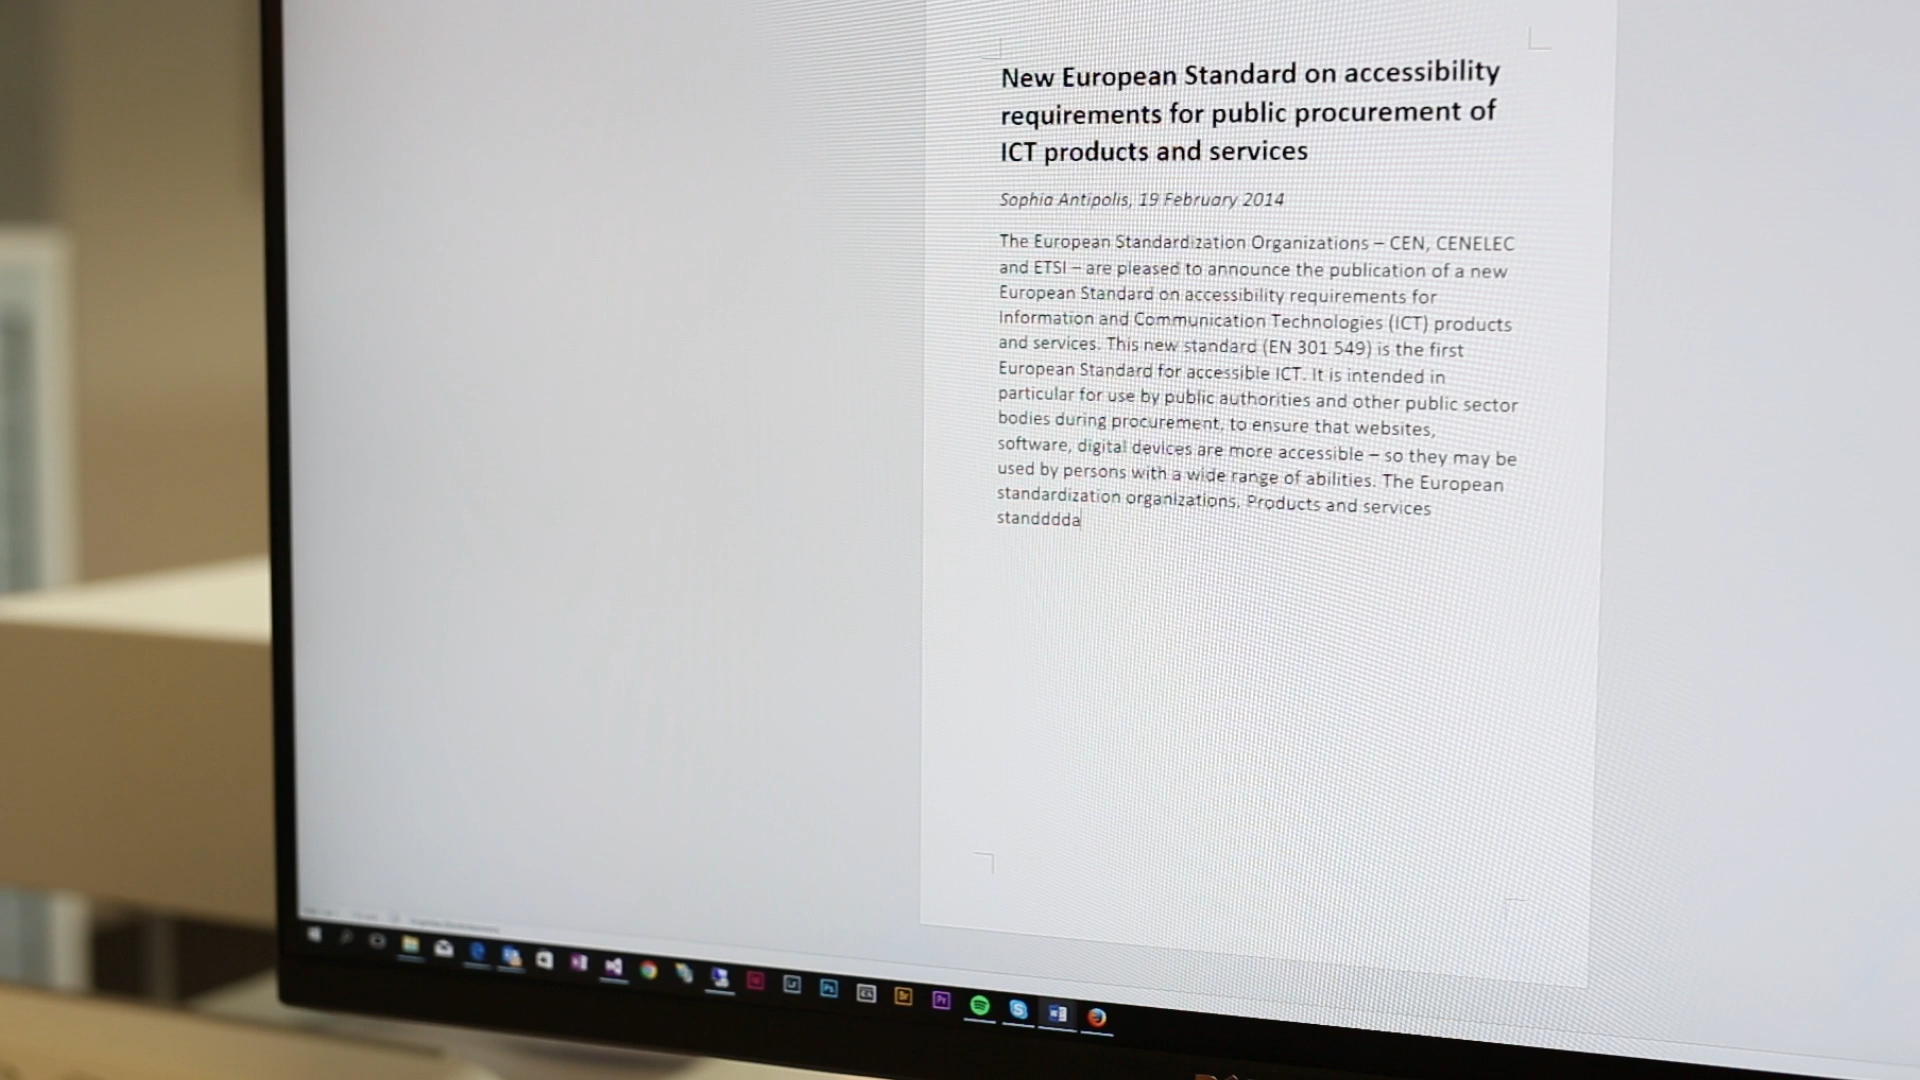 New European Standard on accessibility
requirements for public procurement of
ICT products and services
Sophia Antipolis, 19 February 2014
The European Standardization Organizations – CEN, CENELEC
and ETSI – are pleased to announce the publication of a new
European Standard on accessibility requirements for
Information and Communication Technologies (ICT) products
and services. This new standard (EN 301 549) is the first
European Standard for accessible ICT. It is intended in
particular for use by public authorities and other public sector
bodies during procurement, to ensure that websites,
software, digital devices are more accessible – so they may be
used by persons with a wide range of abilities. The European
standardization organizations. Products and services
standddda
Lr Ps Br Pr